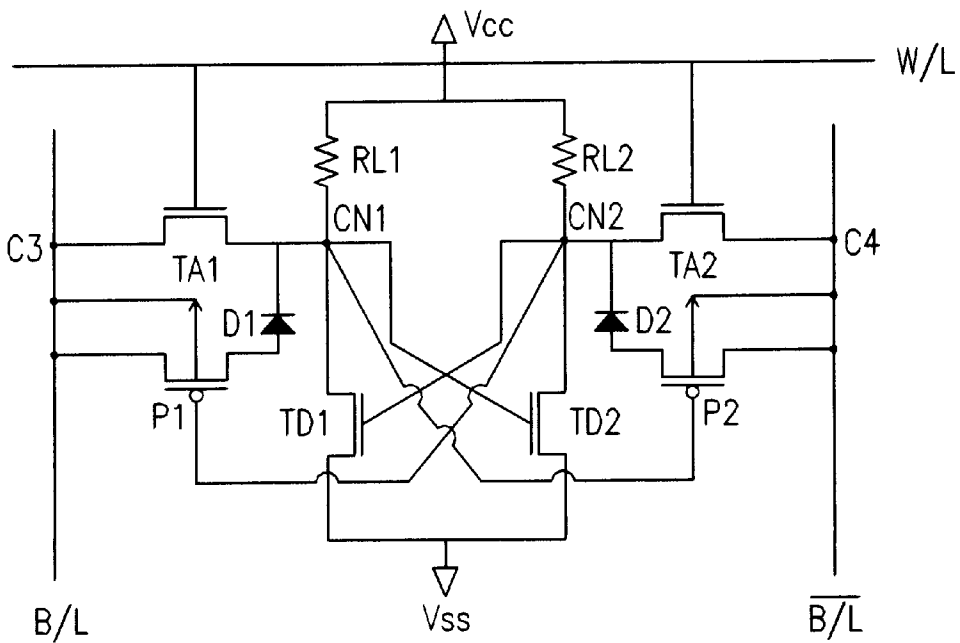 Vcc
W/L
RL1
RL2
CN1
CN2
C3
C4
TA1
TA2
D1
D2
P1
P2
TD1
TD2
B/L
Vss
B/L